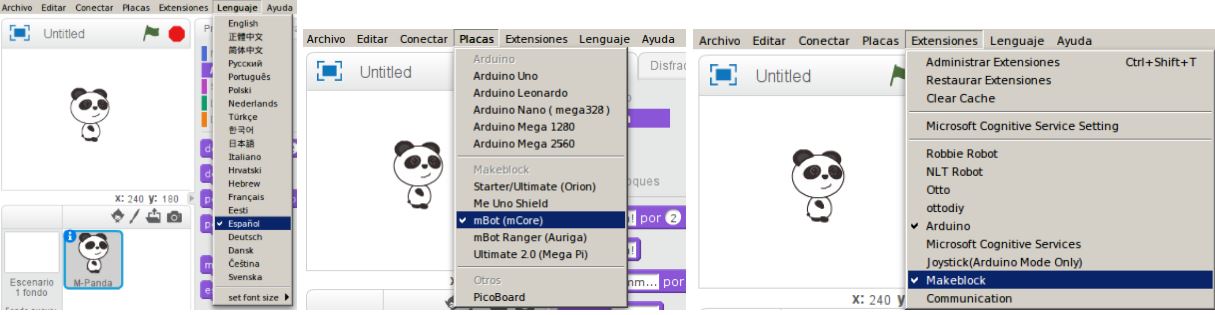 Archivo Editar Conectar Placas Extensiones Lenguaje Ayuda
Untitled
English
正體中文
简体中文
Русский
Português
Polski
Nederlands
Türkçe
한국어
日本語
Italiano
Hrvatski
Hebrew
Français
Eesti
Español
Deutsch
Dansk
Čeština
Svenska
set font size
X: 240 y: 180
Escenario
1 fondo
M-Panda
Archivo Editar Conectar Placas Extensiones Lenguaje Ayuda
Untitled
Disfrac
Arduino
Arduino Uno
Arduino Leonardo
Arduino Nano ( mega328 )
Arduino Mega 1280
Arduino Mega 2560
Makeblock
Starter/Ultimate (Orion)
Me Uno Shield
mBot (mCore)
mBot Ranger (Auriga)
Ultimate 2.0 (Mega Pi)
Otros
PicoBoard
oques
por 2
mm... por
Archivo Editar Conectar Placas Extensiones Lenguaje Ayuda
Untitled
Administrar Extensiones Ctrl+Shift+T
Restaurar Extensiones
Clear Cache
Microsoft Cognitive Service Setting
Robbie Robot
NLT Robot
Otto
ottodiy
Arduino
Microsoft Cognitive Services
Joystick(Arduino Mode Only)
Makeblock
Communication
X: 240 y